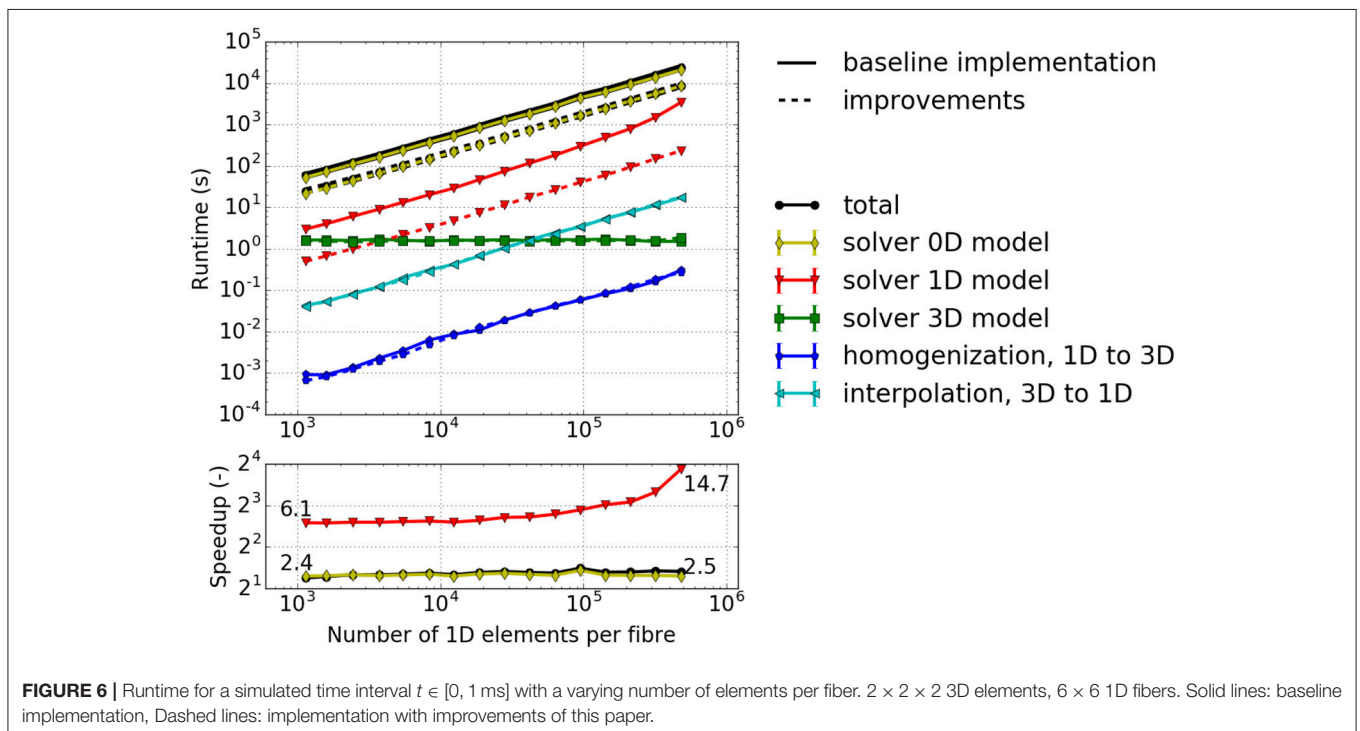 10^5
10^4
10^3
10^2
10^1
10^0
10^-1
10^-2
10^-3
10^-4
Runtime (s)
10^3 10^4 10^5 10^6
baseline implementation
improvements
total
solver 0D model
solver 1D model
solver 3D model
homogenization, 1D to 3D
interpolation, 3D to 1D
2^4
2^3
2^2
2^1
Speedup (-)
6.1
14.7
2.4
2.5
10^3 10^4 10^5 10^6
Number of 1D elements per fibre
FIGURE 6 | Runtime for a simulated time interval t ∈ [0, 1 ms] with a varying number of elements per fiber. 2 × 2 × 2 3D elements, 6 × 6 1D fibers. Solid lines: baseline
implementation, Dashed lines: implementation with improvements of this paper.